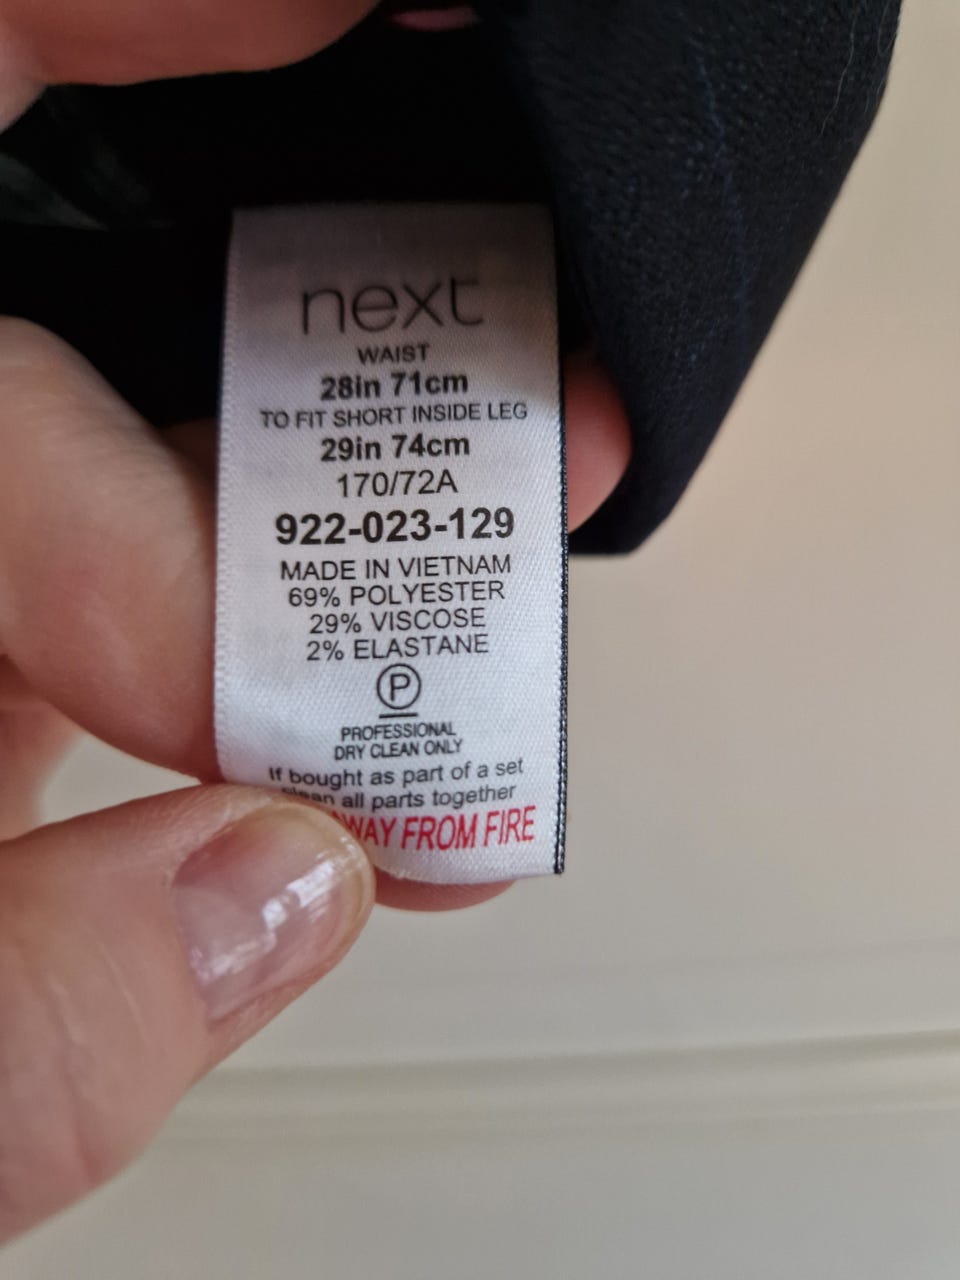 next
WAIST
28in 71cm
TO FIT SHORT INSIDE LEG
29in 74cm
170/72A
922-023-129
MADE IN VIETNAM
69% POLYESTER
29% VISCOSE
2% ELASTANE
P
PROFESSIONAL
DRY CLEAN ONLY
If bought as part of a set
clean all parts together
AWAY FROM FIRE